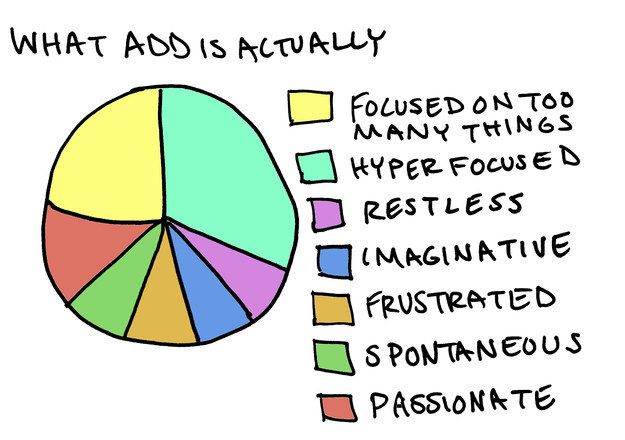 WHAT ADD IS ACTUALLY
FOCUSED ON TOO
MANY THINGS
HYPER FOCUSED
RESTLESS
IMAGINATIVE
FRUSTRATED
SPONTANEOUS
PASSIONATE